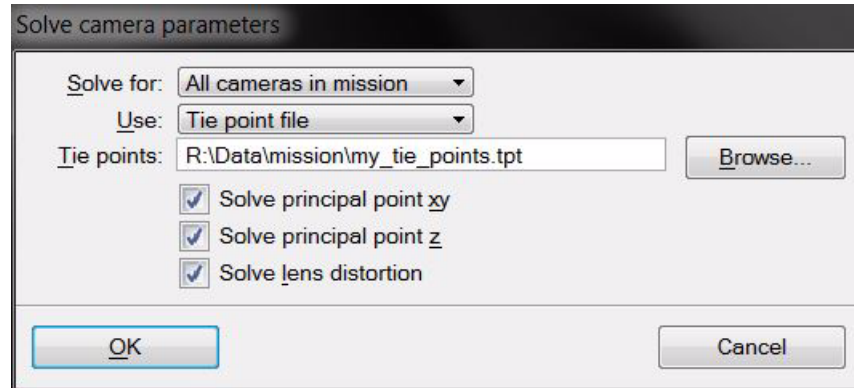 Solve camera parameters
Solve for: All cameras in mission
Use: Tie point file
Tie points: R:\Data\mission\my_tie_points.tpt Browse...
Solve principal point xy
Solve principal point z
Solve lens distortion
OK Cancel